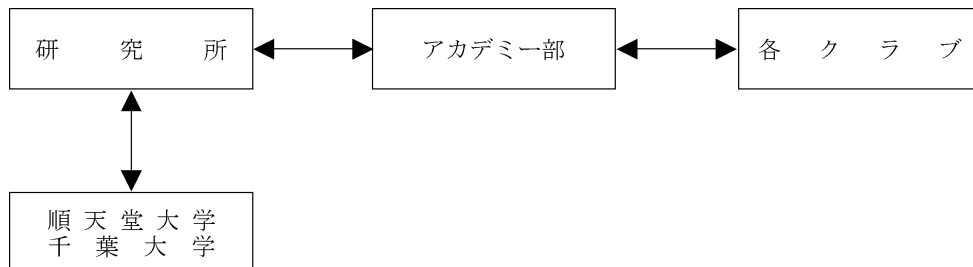 研究所
アカデミー部
各クラブ
順天堂大学
千葉大学